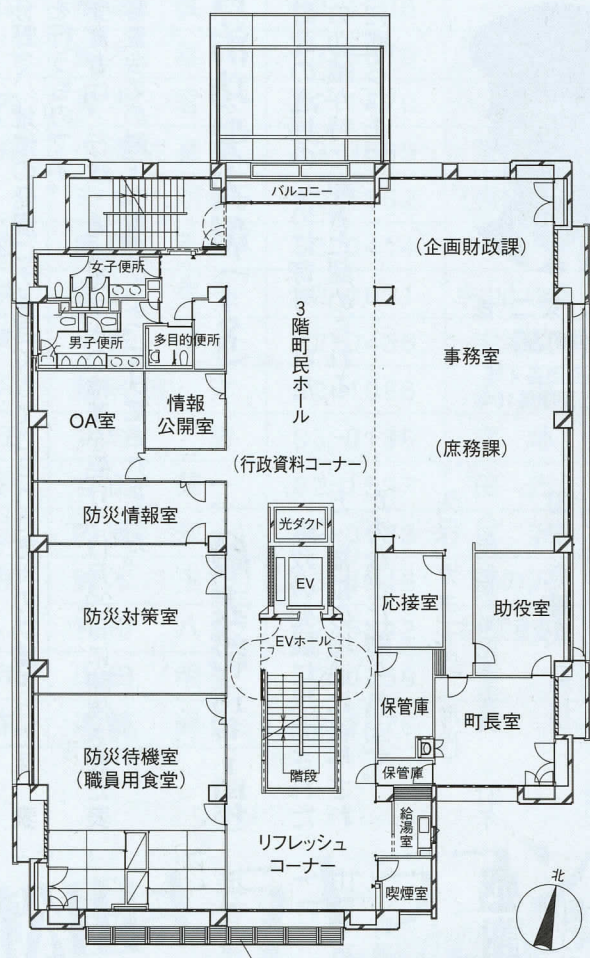 バルコニー
(企画財政課)
女子便所
男子便所
多目的便所
3階町民ホール
事務室
OA室
情報
公開室
(行政資料コーナー)
(庶務課)
防災情報室
光ダクト
防災対策室
EV
応接室
助役室
EVホール
保管庫
町長室
防災待機室
(職員用食堂)
階段
保管庫
給湯室
リフレッシュ
コーナー
喫煙室
北